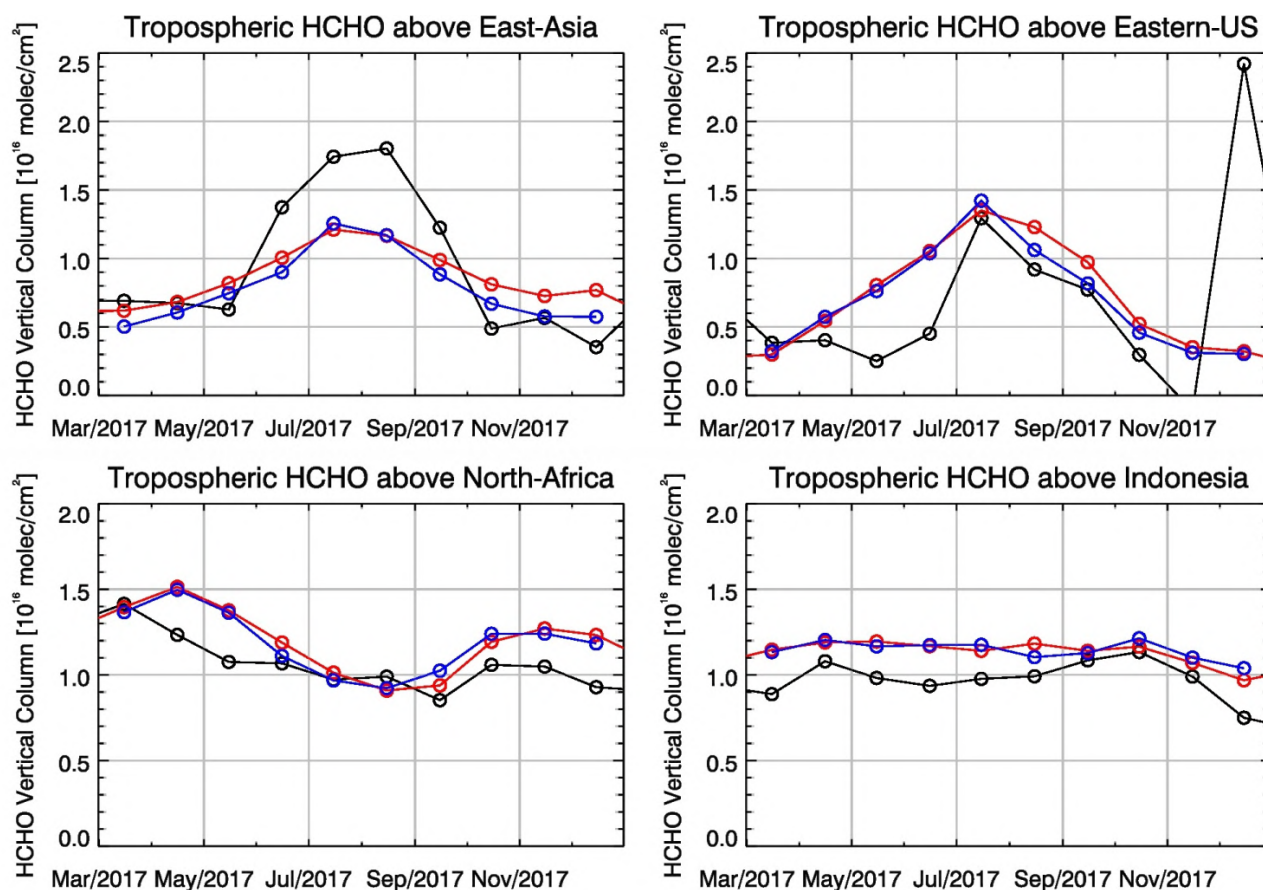 Tropospheric HCHO above East-Asia
HCHO Vertical Column [10¹⁶ molec/cm²]
2.5
2.0
1.5
1.0
0.5
0.0
Mar/2017 May/2017 Jul/2017 Sep/2017 Nov/2017
Tropospheric HCHO above Eastern-US
HCHO Vertical Column [10¹⁶ molec/cm²]
2.5
2.0
1.5
1.0
0.5
0.0
Mar/2017 May/2017 Jul/2017 Sep/2017 Nov/2017
Tropospheric HCHO above North-Africa
HCHO Vertical Column [10¹⁶ molec/cm²]
2.0
1.5
1.0
0.5
0.0
Mar/2017 May/2017 Jul/2017 Sep/2017 Nov/2017
Tropospheric HCHO above Indonesia
HCHO Vertical Column [10¹⁶ molec/cm²]
2.0
1.5
1.0
0.5
0.0
Mar/2017 May/2017 Jul/2017 Sep/2017 Nov/2017